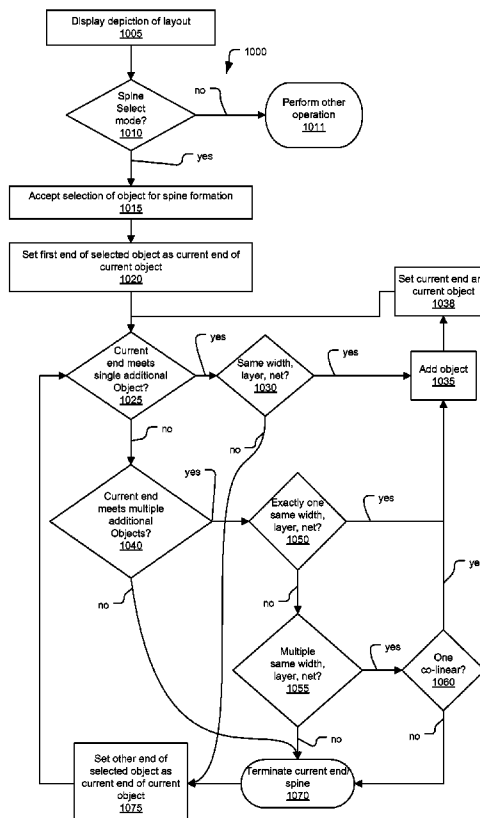 Display depiction of layout
1005
1000
Spine
Select
mode?
1010
no
Perform other
operation
1011
yes
Accept selection of object for spine formation
1015
Set first end of selected object as current end of
current object
1020
Set current end an
current object
1038
Current
end meets
single additional
Object?
1025
yes
Same width,
layer, net?
1030
yes
Add object
1035
no
no
Current end
meets multiple
additional
Objects?
1040
yes
Exactly one
same width,
layer, net?
1050
yes
no
no
Multiple
same width,
layer, net?
1055
yes
One
co-linear?
1060
ye
no
no
Set other end of
selected object as
current end of current
object
1075
Terminate current end/
spine
1070